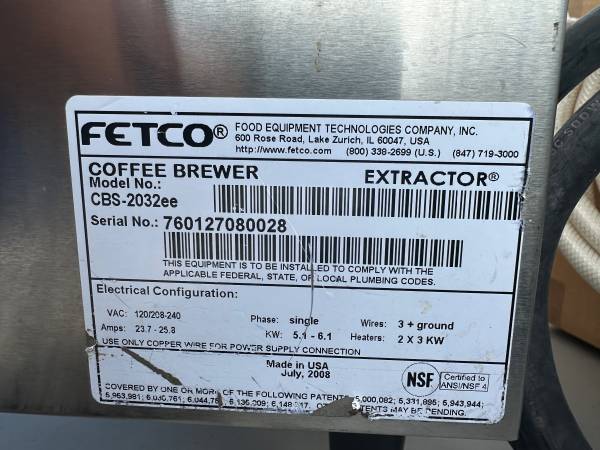 FETCO® FOOD EQUIPMENT TECHNOLOGIES COMPANY, INC.
600 Rose Road, Lake Zurich, IL 60047, USA
http://www.fetco.com (800) 338-2699 (U.S.) (847) 719-3000
COFFEE BREWER EXTRACTOR®
Model No.:
CBS-2032ee
Serial No.: 760127080028
THIS EQUIPMENT IS TO BE INSTALLED TO COMPLY WITH THE
APPLICABLE FEDERAL, STATE, OR LOCAL PLUMBING CODES.
Electrical Configuration:
VAC: 120/208-240 Phase: single Wires: 3 + ground
Amps: 23.7 - 25.8 KW: 5.1 - 6.1 Heaters: 2 X 3 KW
USE ONLY COPPER WIRE FOR POWER SUPPLY CONNECTION
Made in USA
July, 2008
NSF Certified to
ANSI/NSF 4
COVERED BY ONE OR MORE OF THE FOLLOWING PATENTS: 5,000,082; 5,331,895; 5,943,944;
PATENTS MAY BE PENDING.